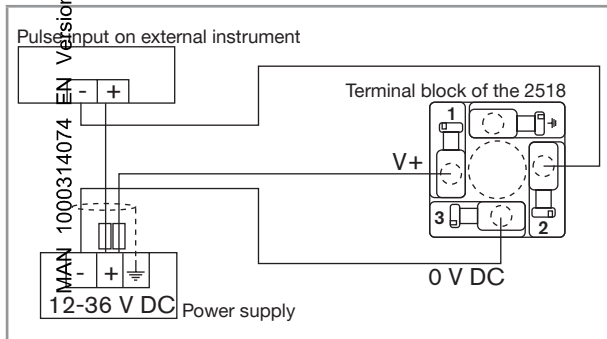 Pulse input on external instrument
- +
Terminal block of the 2518
1
V+
3
2
0 V DC
- +
12-36 V DC
Power supply
MAN 1000314074 EN Version